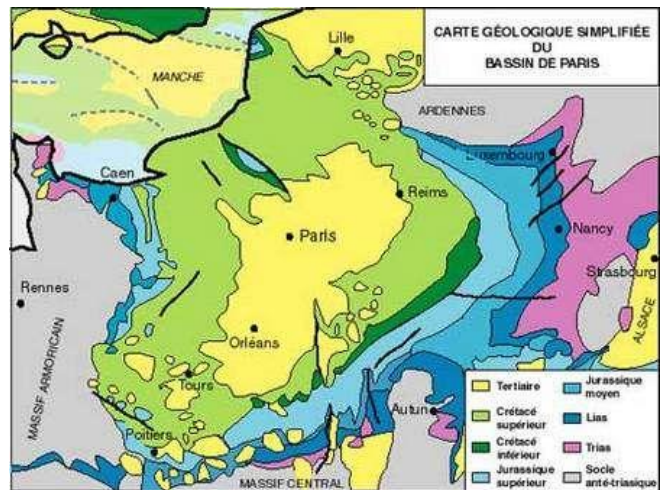 CARTE GÉOLOGIQUE SIMPLIFIÉE
DU
BASSIN DE PARIS
Lille
MANCHE
ARDENNES
Luxembourg
Caen
Reims
Paris
Nancy
Strasbourg
Rennes
ALSACE
Orléans
MASSIF ARMORICAIN
Tours
Autun
Poitiers
MASSIF CENTRAL
Tertiaire
Crétacé
supérieur
Crétacé
inférieur
Jurassique
supérieur
Jurassique
moyen
Lias
Trias
Socle
anté-triasique